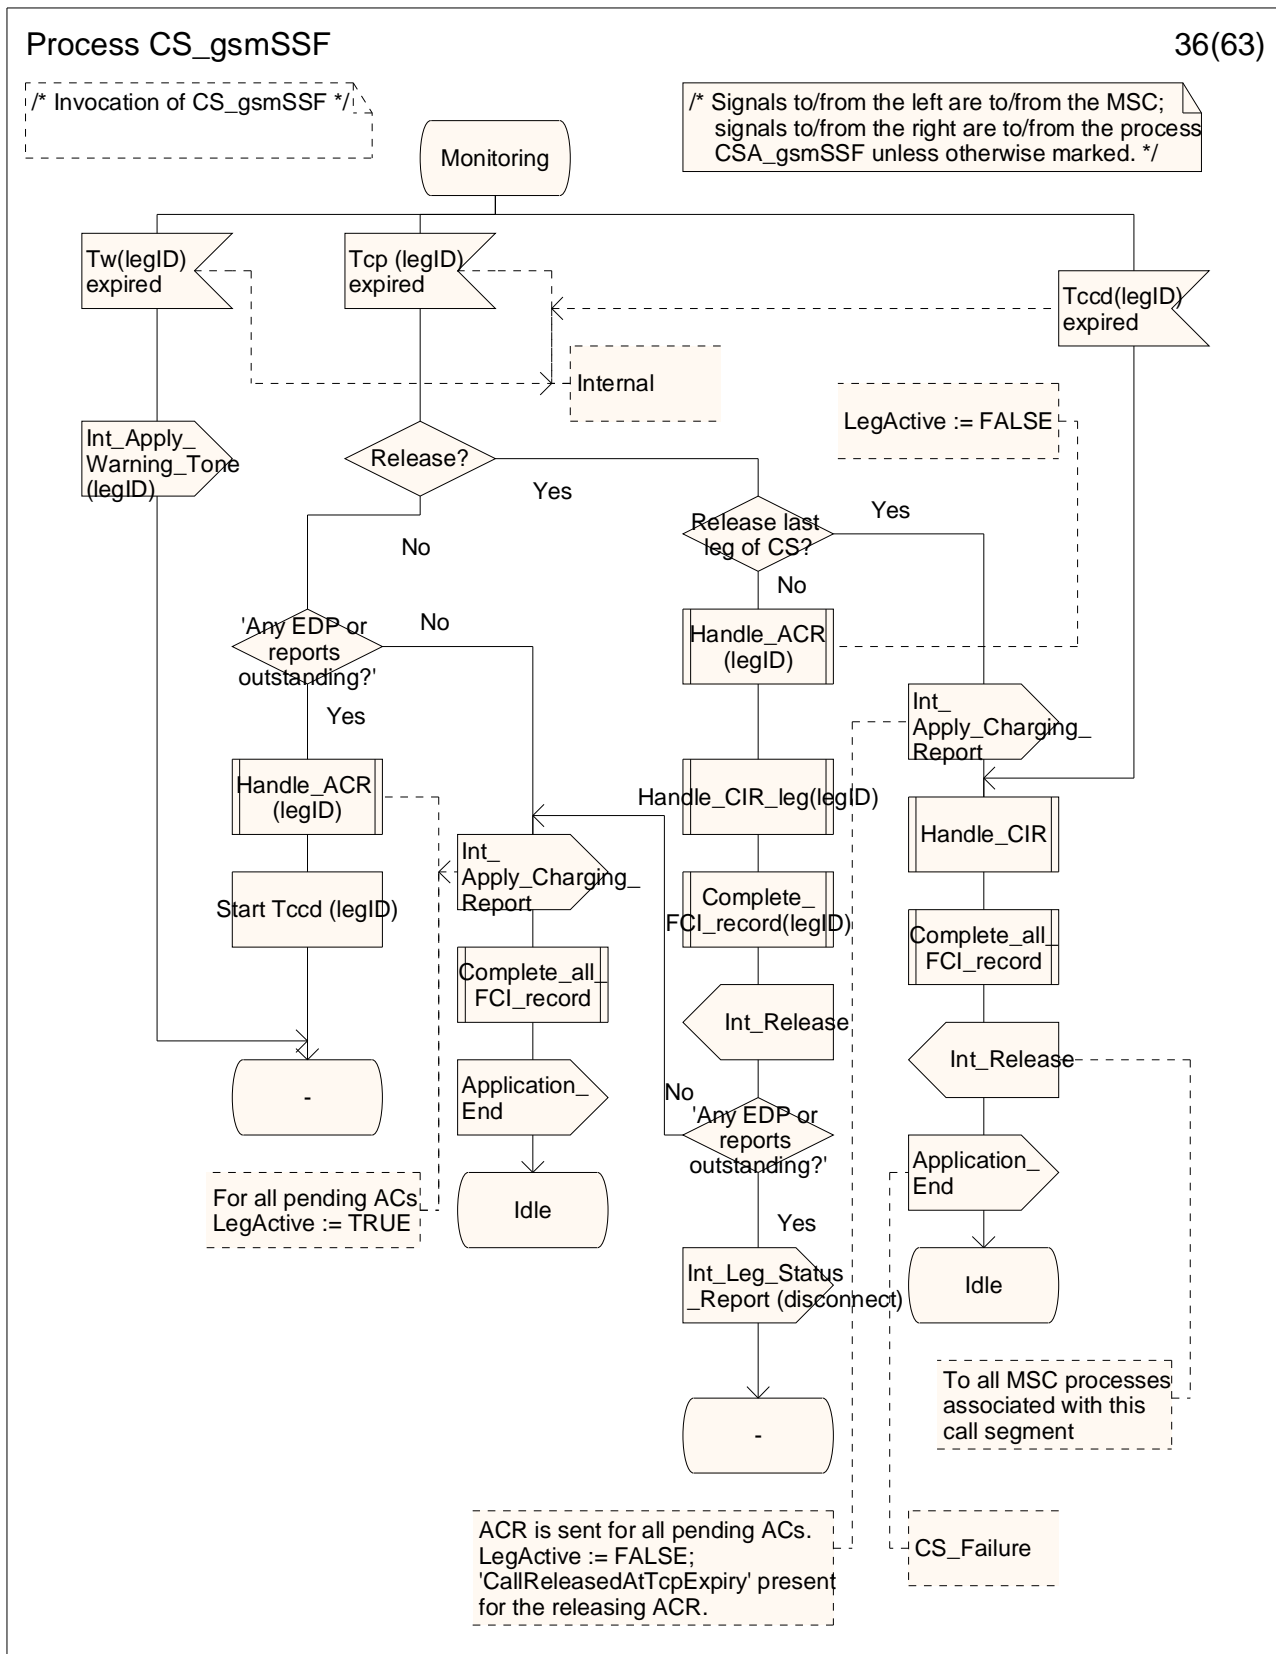 Process CS_gsmSSF
36(63)
/* Invocation of CS_gsmSSF */
/* Signals to/from the left are to/from the MSC;
signals to/from the right are to/from the process
CSA_gsmSSF unless otherwise marked. */
Monitoring
Tw(legID)
expired
Tcp (legID)
expired
Tccd(legID)
expired
Internal
LegActive := FALSE
Int_Apply_
Warning_Tone
(legID)
Release?
Yes
No
Release last
leg of CS?
Yes
No
'Any EDP or
reports
outstanding?'
No
Yes
Handle_ACR
(legID)
Int_
Apply_Charging_
Report
Handle_ACR
(legID)
Handle_CIR_leg(legID)
Handle_CIR
Int_
Apply_Charging_
Report
Start Tccd (legID)
Complete_
FCI_record(legID)
Complete_all_
FCI_record
Complete_all_
FCI_record
Int_Release
Int_Release
-
Application_
End
No
'Any EDP or
reports
outstanding?'
Yes
Application_
End
For all pending ACs
LegActive := TRUE
Idle
Int_Leg_Status
_Report (disconnect)
Idle
To all MSC processes
associated with this
call segment
-
ACR is sent for all pending ACs.
LegActive := FALSE;
'CallReleasedAtTcpExpiry' present
for the releasing ACR.
CS_Failure